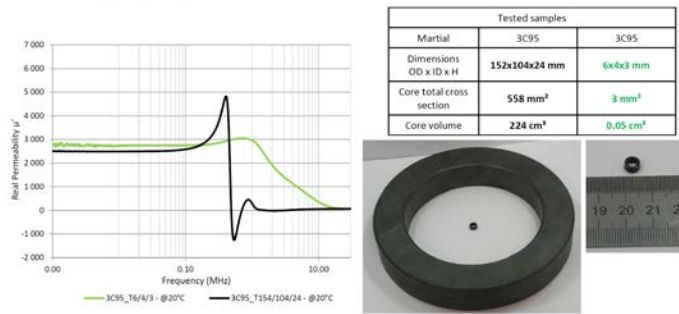 7 000
6 000
5 000
4 000
3 000
2 000
1 000
0
-1 000
-2 000
Real Permeability µ'
0.00
0.10
10.00
Frequency (MHz)
3C95_T6/4/3 - @20°C
3C95_T154/104/24 - @20°C
Tested samples
Martial
3C95
3C95
Dimensions
OD x ID x H
152x104x24 mm
6x4x3 mm
Core total cross
section
558 mm²
3 mm²
Core volume
224 cm³
0.05 cm³
19 20 21 2